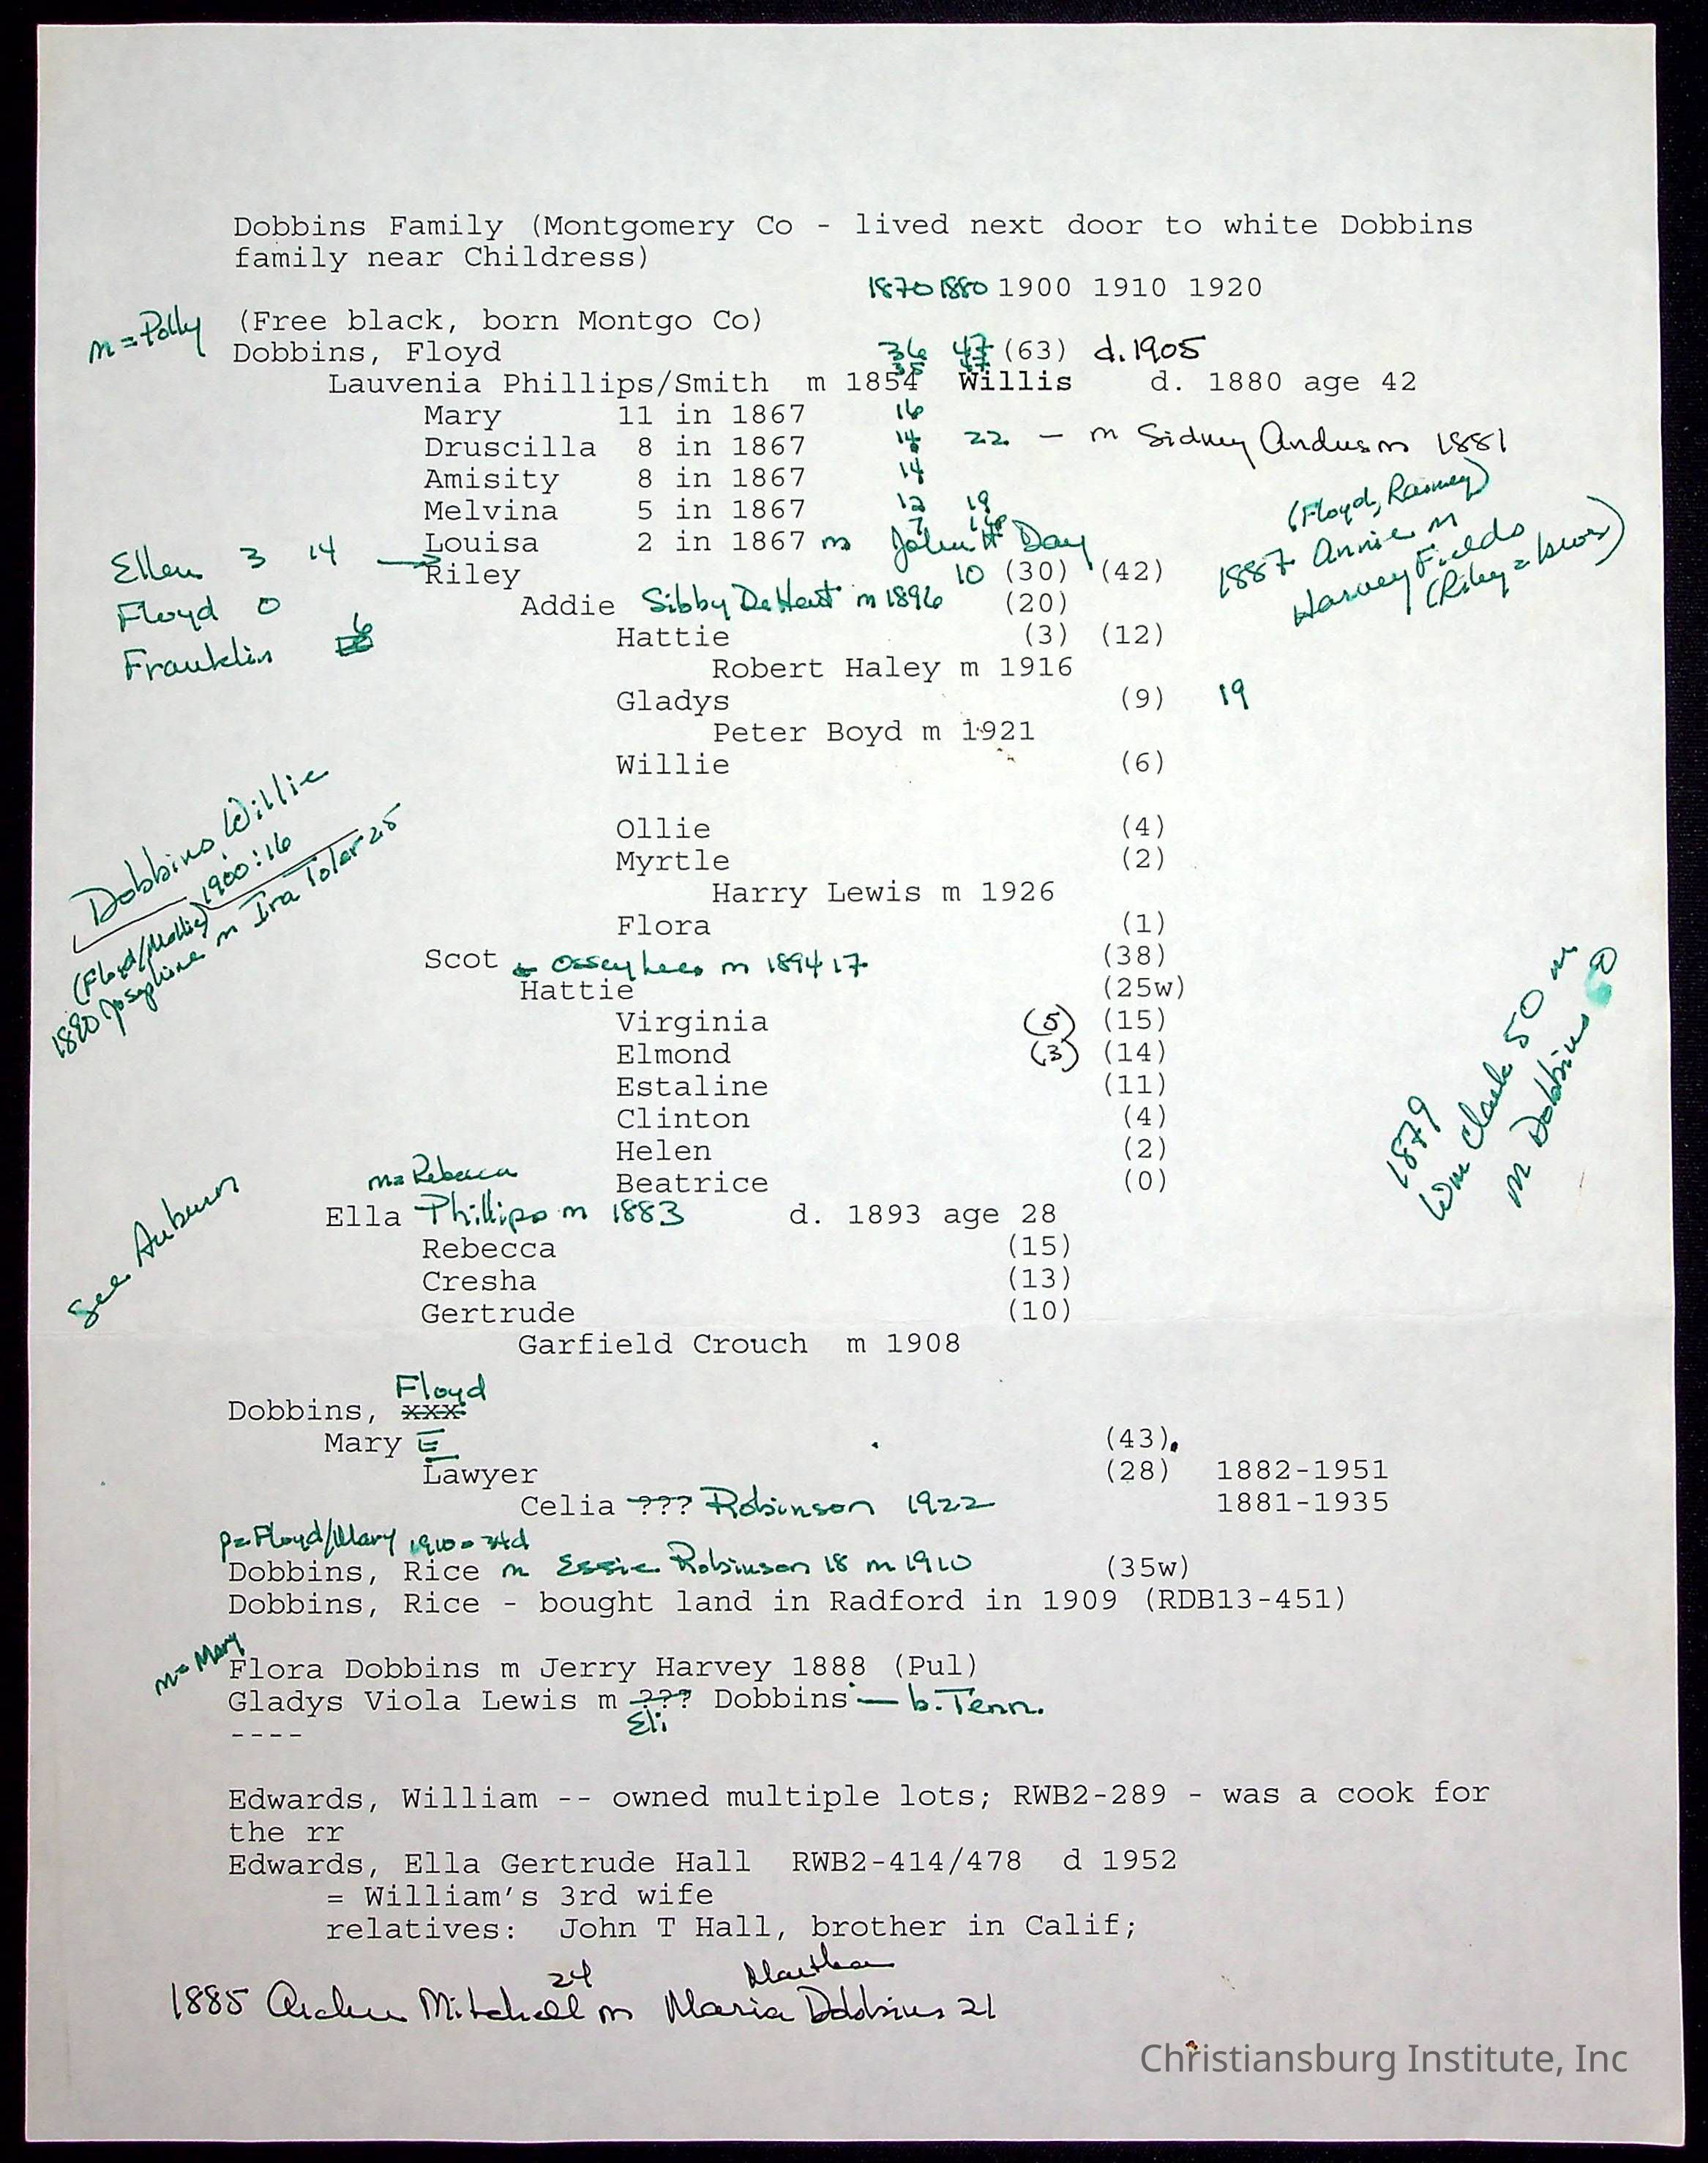 Dobbins Family (Montgomery Co - lived next door to white Dobbins
family near Childress)
1870 1880 1900 1910 1920
m = Polly (Free black, born Montgo Co)
Dobbins, Floyd 36 47 (63) d. 1905
Lauvenia Phillips/Smith m 1854 35 Willis d. 1880 age 42
Mary 11 in 1867 16
Druscilla 8 in 1867 14 22 - m Sidney Anderson 1881
Amisity 8 in 1867 14
Melvina 5 in 1867 12 19
Louisa 2 in 1867 m John H Day
7 16
Ellen 3 14
Floyd 0
Franklin 6
Riley 10 (30) (42)
Addie Sibby DeHart m 1896 (20)
(Floyd, Ramey)
1887 Annie m
Harvey Fields
(Riley = bros)
Hattie (3) (12)
Robert Haley m 1916
Gladys (9) 19
Peter Boyd m 1921
Willie (6)
Dobbins, Willie
1900: 16
(Floyd/Mollie)
1890 Josephine m Ira Toler 25
Ollie (4)
Myrtle (2)
Harry Lewis m 1926
Flora (1)
Scot Ossey Lees m 1894 17 (38)
Hattie (25w)
Virginia (5) (15)
Elmond (3) (14)
Estaline (11)
Clinton (4)
Helen (2)
Beatrice (0)
1879
Wm Clark 50 m
M Dobbins
m = Rebecca
Ella Phillips m 1883 d. 1893 age 28
See Auburn
Rebecca (15)
Cresha (13)
Gertrude (10)
Garfield Crouch m 1908
Floyd
Dobbins, xxx
Mary E (43)
Lawyer (28) 1882-1951
Celia ??? Robinson 1922 1881-1935
p = Floyd/Mary 1910 =
Dobbins, Rice m Essie Robinson 18 m 1910 (35w)
Dobbins, Rice - bought land in Radford in 1909 (RDB13-451)
m = Mary
Flora Dobbins m Jerry Harvey 1888 (Pul)
Gladys Viola Lewis m ??? Dobbins - b. Tenn.
Eli
----
Edwards, William -- owned multiple lots; RWB2-289 - was a cook for
the rr
Edwards, Ella Gertrude Hall RWB2-414/478 d 1952
= William's 3rd wife
relatives: John T Hall, brother in Calif;
24 Martha
1885 Mitchell m Maria Dobbins 21
Christiansburg Institute, Inc